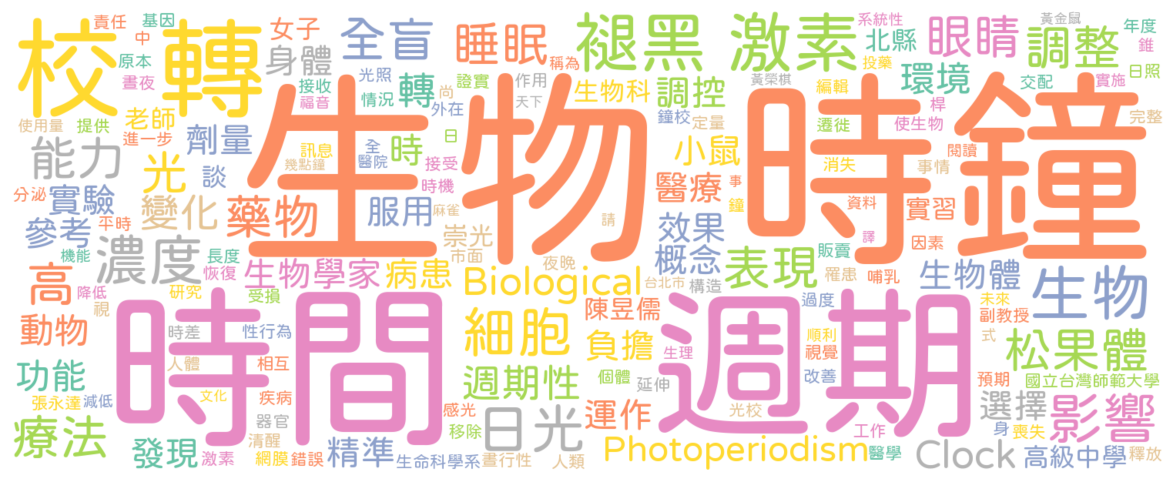 校轉
生物時鐘
時間
週期
責任
中
基因
原本
晝夜
使用量
提供
進一步
老師
女子
身體
接收
福音
全盲
光照
情況
轉
睡眠
證實
稱為
作用
尚
外在
天下
褪黑激素
生物科
調控
黃榮棋
鐘校
定量
系統性
北縣
投藥
編輯
環境
遷徙
使生物
桿
眼睛
黃金鼠
調整
交配
實施
年度
錐
日照
完整
能力
劑量
光
談
變化
藥物
訊息
幾點鐘
全
醫院
時
日
接受
時機
服用
麻雀
小鼠
醫療
事
鐘
消失
事情
閱讀
資料
實習
請
分泌
實驗
平時
參考
機能
濃度
長度
恢復
崇光
市面
效果
概念
表現
販賣
譯
因素
生物體
生物
高
降低
研究
視
受損
生物學家
病患
Biological
夜晚
台北市
構造
罹患
哺乳
未來
副教授
式
動物
時差
性行為
細胞
陳昱儒
負擔
過度
順利
視覺
生理
松果體
功能
人體
相互
週期性
個體
延伸
改善
預期
國立台灣師範大學
張永達
減低
文化
疾病
器官
感光
日光
運作
光校
工作
選擇
身
喪失
影響
療法
發現
清醒
激素
網膜
錯誤
精準
移除
生命科學系
晝行性
人類
Photoperiodism
醫學
Clock
高級中學
釋放